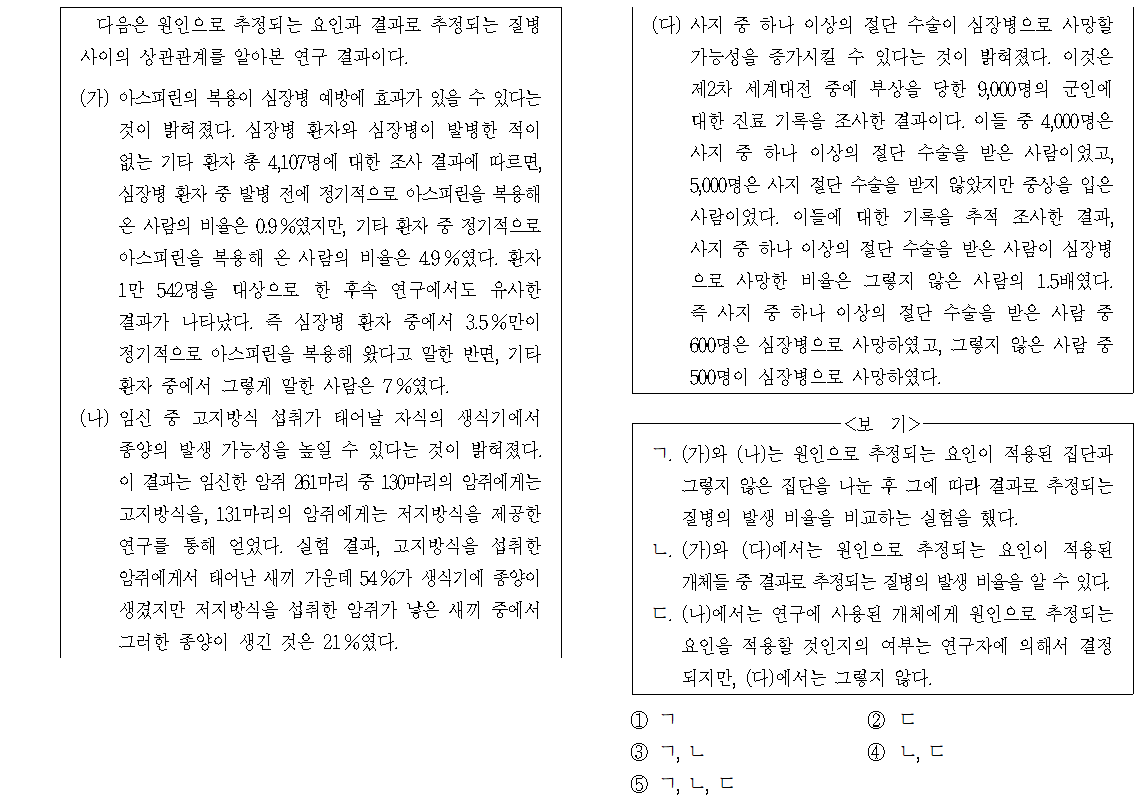 다음은 원인으로 추정되는 요인과 결과로 추정되는 질병
사이의 상관관계를 알아본 연구 결과이다.
(가) 아스피린의 복용이 심장병 예방에 효과가 있을 수 있다는
것이 밝혀졌다. 심장병 환자와 심장병이 발병한 적이
없는 기타 환자 총 4,107명에 대한 조사 결과에 따르면,
심장병 환자 중 발병 전에 정기적으로 아스피린을 복용해
온 사람의 비율은 0.9%였지만, 기타 환자 중 정기적으로
아스피린을 복용해 온 사람의 비율은 4.9%였다. 환자
1만 542명을 대상으로 한 후속 연구에서도 유사한
결과가 나타났다. 즉 심장병 환자 중에서 3.5%만이
정기적으로 아스피린을 복용해 왔다고 말한 반면, 기타
환자 중에서 그렇게 말한 사람은 7%였다.
(나) 임신 중 고지방식 섭취가 태어날 자식의 생식기에서
종양의 발생 가능성을 높일 수 있다는 것이 밝혀졌다.
이 결과는 임신한 암쥐 261마리 중 130마리의 암쥐에게는
고지방식을, 131마리의 암쥐에게는 저지방식을 제공한
연구를 통해 얻었다. 실험 결과, 고지방식을 섭취한
암쥐에게서 태어난 새끼 가운데 54%가 생식기에 종양이
생겼지만 저지방식을 섭취한 암쥐가 낳은 새끼 중에서
그러한 종양이 생긴 것은 21%였다.
(다) 사지 중 하나 이상의 절단 수술이 심장병으로 사망할
가능성을 증가시킬 수 있다는 것이 밝혀졌다. 이것은
제2차 세계대전 중에 부상을 당한 9,000명의 군인에
대한 진료 기록을 조사한 결과이다. 이들 중 4,000명은
사지 중 하나 이상의 절단 수술을 받은 사람이었고,
5,000명은 사지 절단 수술을 받지 않았지만 중상을 입은
사람이었다. 이들에 대한 기록을 추적 조사한 결과,
사지 중 하나 이상의 절단 수술을 받은 사람이 심장병
으로 사망한 비율은 그렇지 않은 사람의 1.5배였다.
즉 사지 중 하나 이상의 절단 수술을 받은 사람 중
600명은 심장병으로 사망하였고, 그렇지 않은 사람 중
500명이 심장병으로 사망하였다.
<보 기>
ㄱ. (가)와 (나)는 원인으로 추정되는 요인이 적용된 집단과
그렇지 않은 집단을 나눈 후 그에 따라 결과로 추정되는
질병의 발생 비율을 비교하는 실험을 했다.
ㄴ. (가)와 (다)에서는 원인으로 추정되는 요인이 적용된
개체들 중 결과로 추정되는 질병의 발생 비율을 알 수 있다.
ㄷ. (나)에서는 연구에 사용된 개체에게 원인으로 추정되는
요인을 적용할 것인지의 여부는 연구자에 의해서 결정
되지만, (다)에서는 그렇지 않다.
① ㄱ ② ㄷ
③ ㄱ, ㄴ ④ ㄴ, ㄷ
⑤ ㄱ, ㄴ, ㄷ